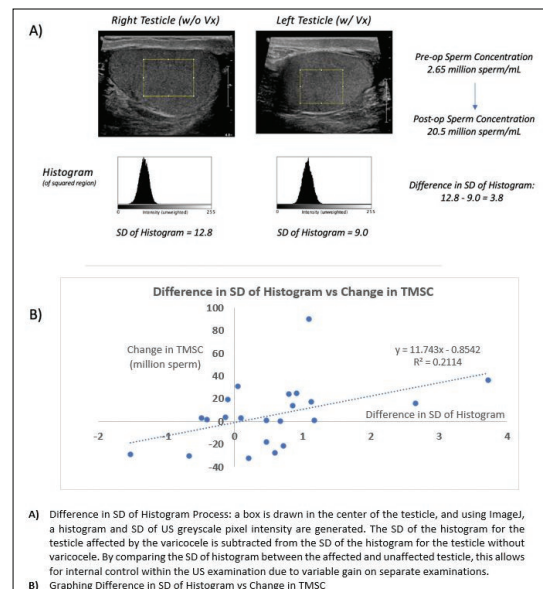 A)
Right Testicle (w/o Vx)
Left Testicle (w/ Vx)
Pre-op Sperm Concentration
2.65 million sperm/mL
Post-op Sperm Concentration
20.5 million sperm/mL
Histogram
(of squared region)
0
Intensity (unweighted)
255
0
Intensity (unweighted)
255
SD of Histogram = 12.8
SD of Histogram = 9.0
Difference in SD of Histogram:
12.8 - 9.0 = 3.8
B)
Difference in SD of Histogram vs Change in TMSC
Change in TMSC
(million sperm)
100
80
60
40
20
0
-20
-40
y = 11.743x - 0.8542
R² = 0.2114
Difference in SD of Histogram
-2
-1
0
1
2
3
4
A) Difference in SD of Histogram Process: a box is drawn in the center of the testicle, and using ImageJ,
a histogram and SD of US greyscale pixel intensity are generated. The SD of the histogram for the
testicle affected by the varicocele is subtracted from the SD of the histogram for the testicle without
varicocele. By comparing the SD of histogram between the affected and unaffected testicle, this allows
for internal control within the US examination due to variable gain on separate examinations.
B) Graphing Difference in SD of Histogram vs Change in TMSC